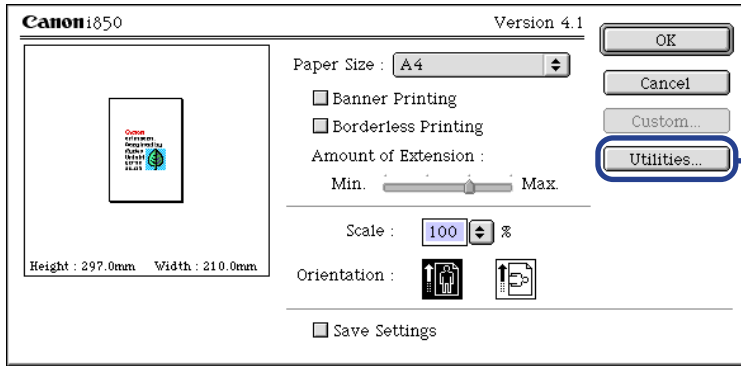 Canon i850
Version 4.1
Height : 297.0mm Width : 210.0mm
Paper Size : A4
Banner Printing
Borderless Printing
Amount of Extension :
Min. Max.
Scale : 100 %
Orientation :
Save Settings
OK
Cancel
Custom...
Utilities...